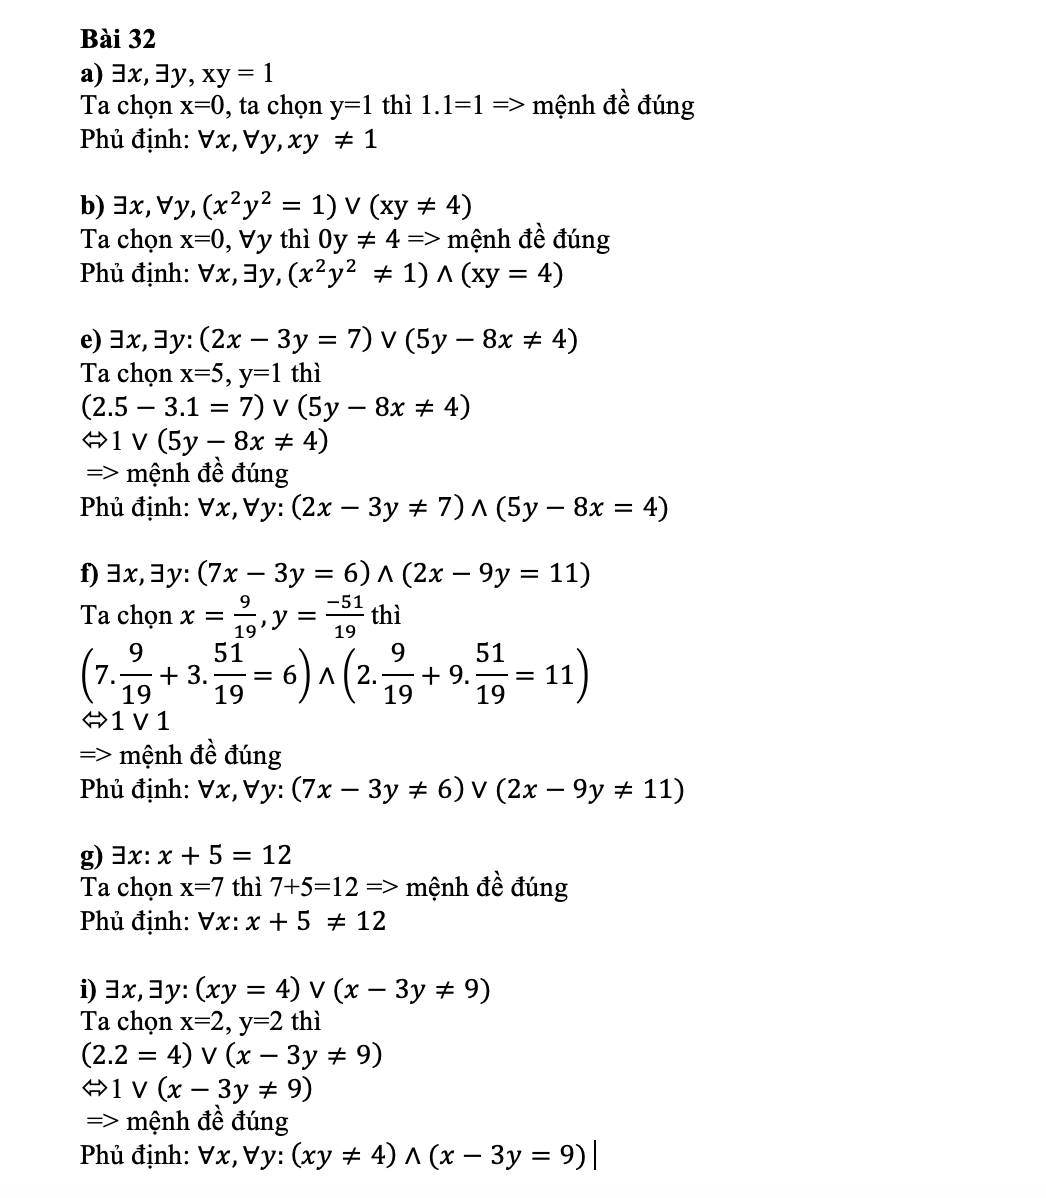 Bài 32
a) ∃x, ∃y, xy = 1
Ta chọn x=0, ta chọn y=1 thì 1.1=1 => mệnh đề đúng
Phủ định: ∀x, ∀y, xy ≠ 1
b) ∃x, ∀y, (x²y² = 1) ∨ (xy ≠ 4)
Ta chọn x=0, ∀y thì 0y ≠ 4 => mệnh đề đúng
Phủ định: ∀x, ∃y, (x²y² ≠ 1) ∧ (xy = 4)
e) ∃x, ∃y: (2x − 3y = 7) ∨ (5y − 8x ≠ 4)
Ta chọn x=5, y=1 thì
(2.5 − 3.1 = 7) ∨ (5y − 8x ≠ 4)
⇔1 ∨ (5y − 8x ≠ 4)
=> mệnh đề đúng
Phủ định: ∀x, ∀y: (2x − 3y ≠ 7) ∧ (5y − 8x = 4)
f) ∃x, ∃y: (7x − 3y = 6) ∧ (2x − 9y = 11)
Ta chọn x = 9/19, y = −51/19 thì
(7. 9/19 + 3. 51/19 = 6) ∧ (2. 9/19 + 9. 51/19 = 11)
⇔1 ∨ 1
=> mệnh đề đúng
Phủ định: ∀x, ∀y: (7x − 3y ≠ 6) ∨ (2x − 9y ≠ 11)
g) ∃x: x + 5 = 12
Ta chọn x=7 thì 7+5=12 => mệnh đề đúng
Phủ định: ∀x: x + 5 ≠ 12
i) ∃x, ∃y: (xy = 4) ∨ (x − 3y ≠ 9)
Ta chọn x=2, y=2 thì
(2.2 = 4) ∨ (x − 3y ≠ 9)
⇔1 ∨ (x − 3y ≠ 9)
=> mệnh đề đúng
Phủ định: ∀x, ∀y: (xy ≠ 4) ∧ (x − 3y = 9)